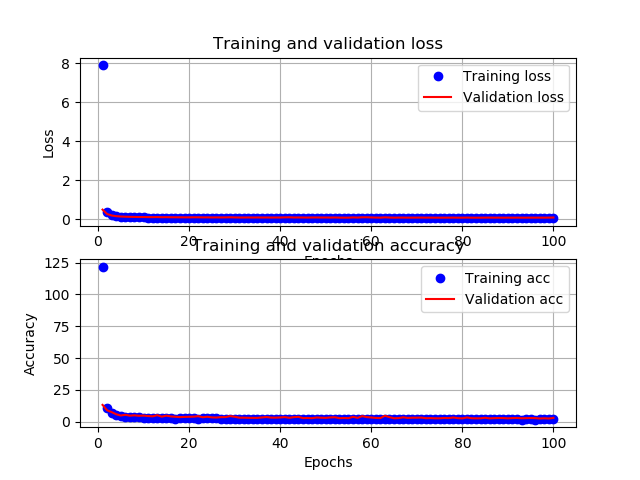 Training and validation loss
8
6
4
2
0
Loss
Training loss
Validation loss
0 20 40 60 80 100
Epochs
Training and validation accuracy
125
100
75
50
25
0
Accuracy
Training acc
Validation acc
0 20 40 60 80 100
Epochs